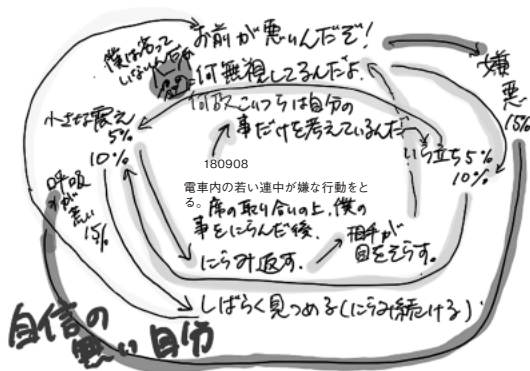 お前が悪いんだぞ!
僕は言って
いないんだが
何無視してるんだよ。
嫌悪
15%
何故こいつらは自分の
事だけを考えているんだ
小さな震え
5%
10%
いら立ち5%
10%
180908
電車内の若い連中が嫌な行動をと
る。
席の取り合いの上、僕の
事をにらんだ後、
にらみ返す。
相手が
目をそらす。
呼吸
が
荒い
15%
しばらく見つめる(にらみ続ける)
自信の
悪い自分